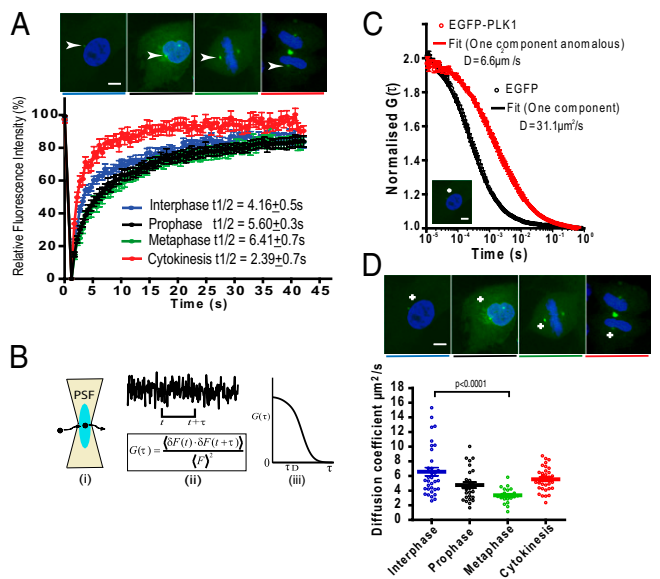 A
Relative Fluorescence Intensity (%)
100
80
60
40
20
0
Interphase t1/2 = 4.16±0.5s
Prophase t1/2 = 5.60±0.3s
Metaphase t1/2 = 6.41±0.7s
Cytokinesis t1/2 = 2.39±0.7s
0 5 10 15 20 25 30 35 40 45
Time (s)
B
PSF
(i)
t t+τ
G(τ) = ⟨δF(t)·δF(t+τ)⟩ / ⟨F⟩²
(ii)
G(τ)
0
τD τ
(iii)
C
Normalised G(τ)
2.0
1.8
1.6
1.4
1.2
1.0
EGFP-PLK1
Fit (One component anomalous)
D=6.6µm²/s
EGFP
Fit (One component)
D=31.1µm²/s
10⁻⁵ 10⁻⁴ 10⁻³ 10⁻² 10⁻¹ 10⁰
Time (s)
D
Diffusion coefficient µm²/s
18
16
14
12
10
8
6
4
2
0
p<0.0001
Interphase
Prophase
Metaphase
Cytokinesis